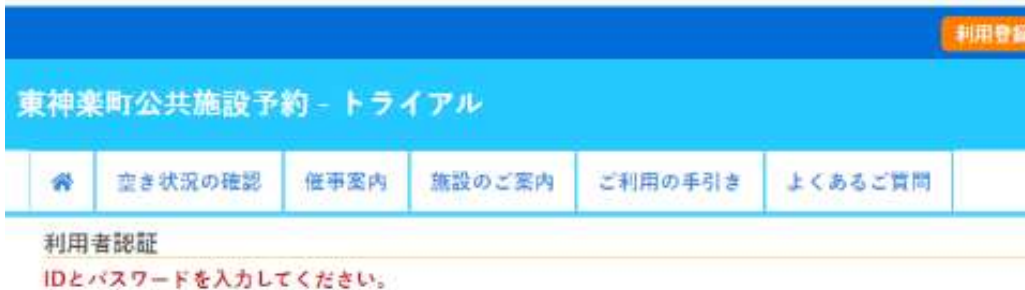 利用登録
東神楽町公共施設予約 - トライアル
空き状況の確認 催事案内 施設のご案内 ご利用の手引き よくあるご質問
利用者認証
IDとパスワードを入力してください。